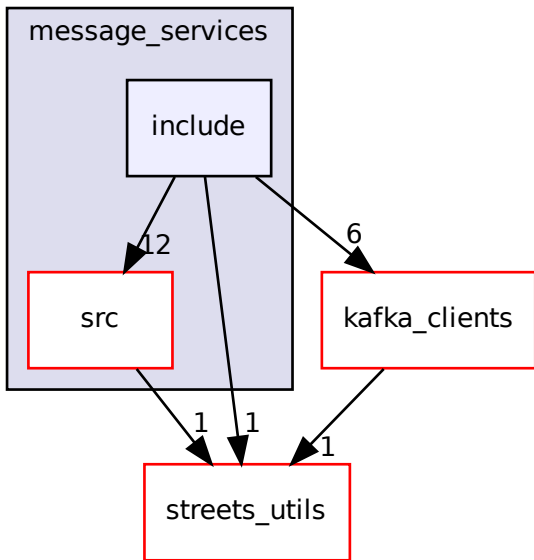 message_services
include
12
6
src
kafka_clients
1
1
1
streets_utils